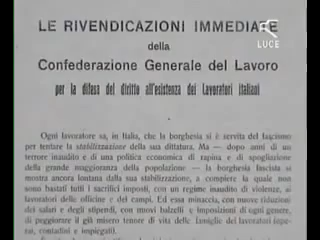 LE RIVENDICAZIONI IMMEDIATE
LUCE
della
Confederazione Generale del Lavoro
per la difesa del diritto all'esistenza dei Lavoratori italiani
Ogni lavoratore sa, in Italia, che la borghesia si è servita del fascismo
per tentare la stabilizzazione della sua dittatura. Ma — dopo anni di un
terrore inaudito e di una politica economica di rapina e di spogliazione
della grande maggioranza della popolazione — la borghesia fascista si
mostra ancora lontana dalla sua stabilizzazione, a compiere la quale non
sono bastati tutti i sacrifici imposti, con un regime inaudito di violenze, ai
lavoratori delle officine e dei campi. Ed essa minaccia, con nuove riduzioni
dei salari e degli stipendi, con nuovi balzelli e imposizioni di ogni genere,
di peggiorare il già misero tenore di vita delle famiglie dei lavoratori (operai,
contadini e impiegati).